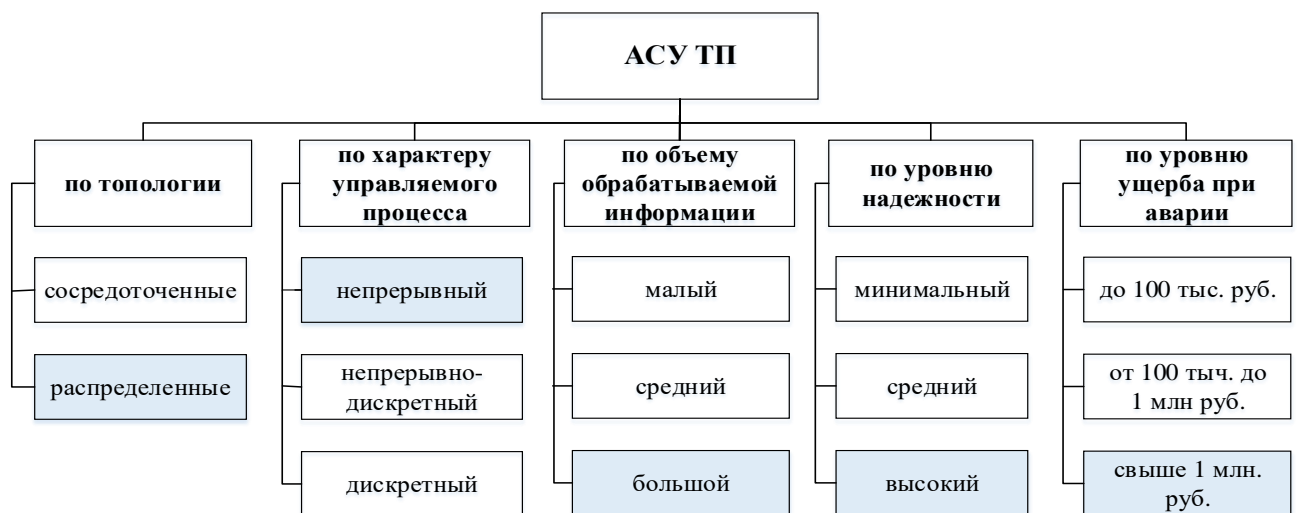 АСУ ТП
по топологии
сосредоточенные
распределенные
по характеру
управляемого
процесса
непрерывный
непрерывно-
дискретный
дискретный
по объему
обрабатываемой
информации
малый
средний
большой
по уровню
надежности
минимальный
средний
высокий
по уровню
ущерба при
аварии
до 100 тыс. руб.
от 100 тыч. до
1 млн руб.
свыше 1 млн.
руб.